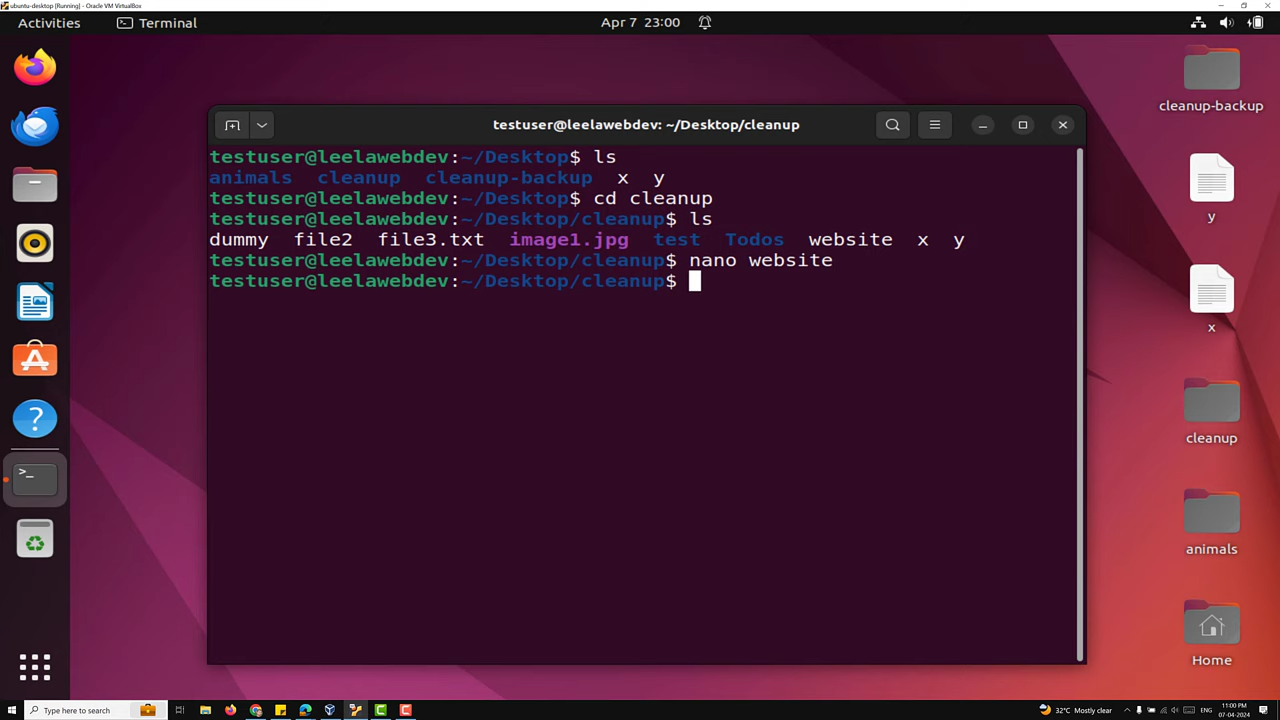 ubuntu-desktop [Running] - Oracle VM VirtualBox
Activities Terminal Apr 7 23:00
cleanup-backup
testuser@leelawebdev: ~/Desktop/cleanup
testuser@leelawebdev:~/Desktop$ ls
animals cleanup cleanup-backup x y
testuser@leelawebdev:~/Desktop$ cd cleanup
testuser@leelawebdev:~/Desktop/cleanup$ ls
dummy file2 file3.txt image1.jpg test Todos website x y
testuser@leelawebdev:~/Desktop/cleanup$ nano website
testuser@leelawebdev:~/Desktop/cleanup$
y
x
cleanup
animals
Home
Type here to search
32°C Mostly clear
ENG
11:00 PM
07-04-2024